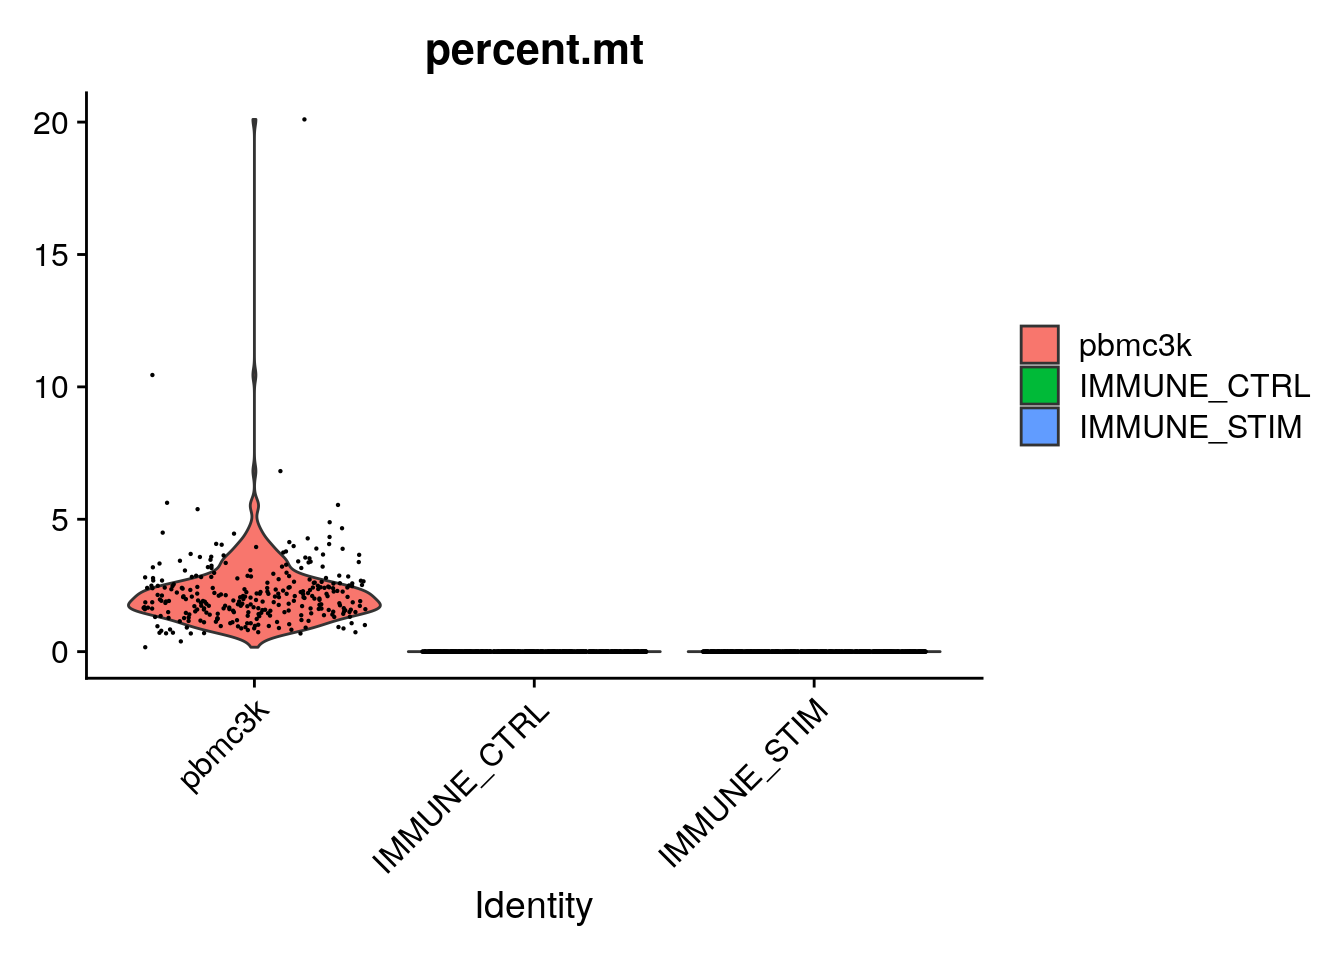 percent.mt
20
15
10
5
0
pbmc3k
IMMUNE_CTRL
IMMUNE_STIM
Identity
pbmc3k
IMMUNE_CTRL
IMMUNE_STIM